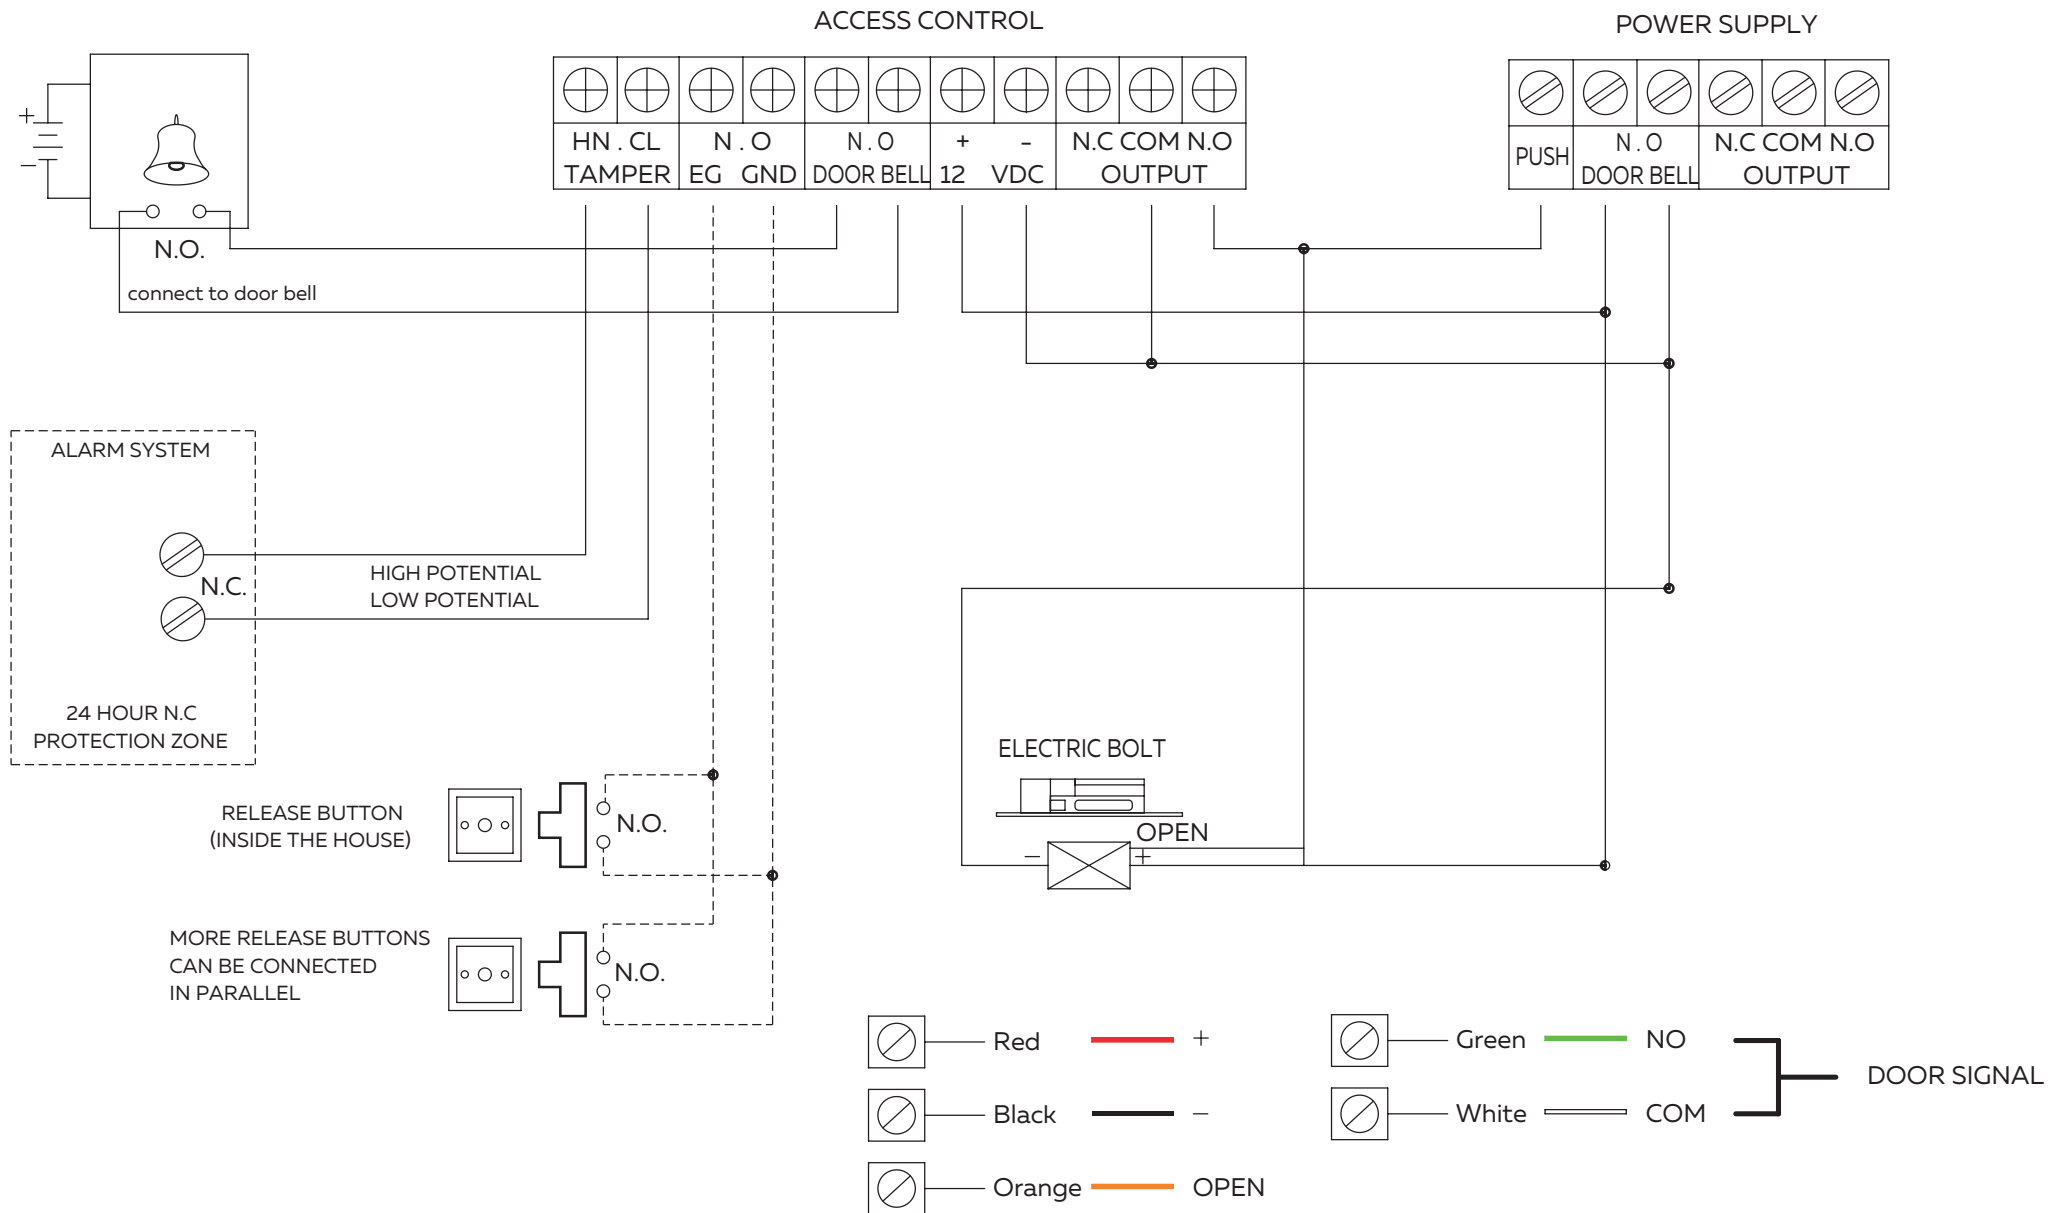 ACCESS CONTROL
POWER SUPPLY
HN . CL
TAMPER
N . O
EG GND
N . O
DOOR BELL
+ -
12 VDC
N.C COM N.O
OUTPUT
PUSH
N . O
DOOR BELL
N.C COM N.O
OUTPUT
+
−
N.O.
connect to door bell
ALARM SYSTEM
N.C.
24 HOUR N.C
PROTECTION ZONE
HIGH POTENTIAL
LOW POTENTIAL
RELEASE BUTTON
(INSIDE THE HOUSE)
N.O.
MORE RELEASE BUTTONS
CAN BE CONNECTED
IN PARALLEL
N.O.
ELECTRIC BOLT
OPEN
− +
Red +
Black −
Orange OPEN
Green NO
White COM
DOOR SIGNAL